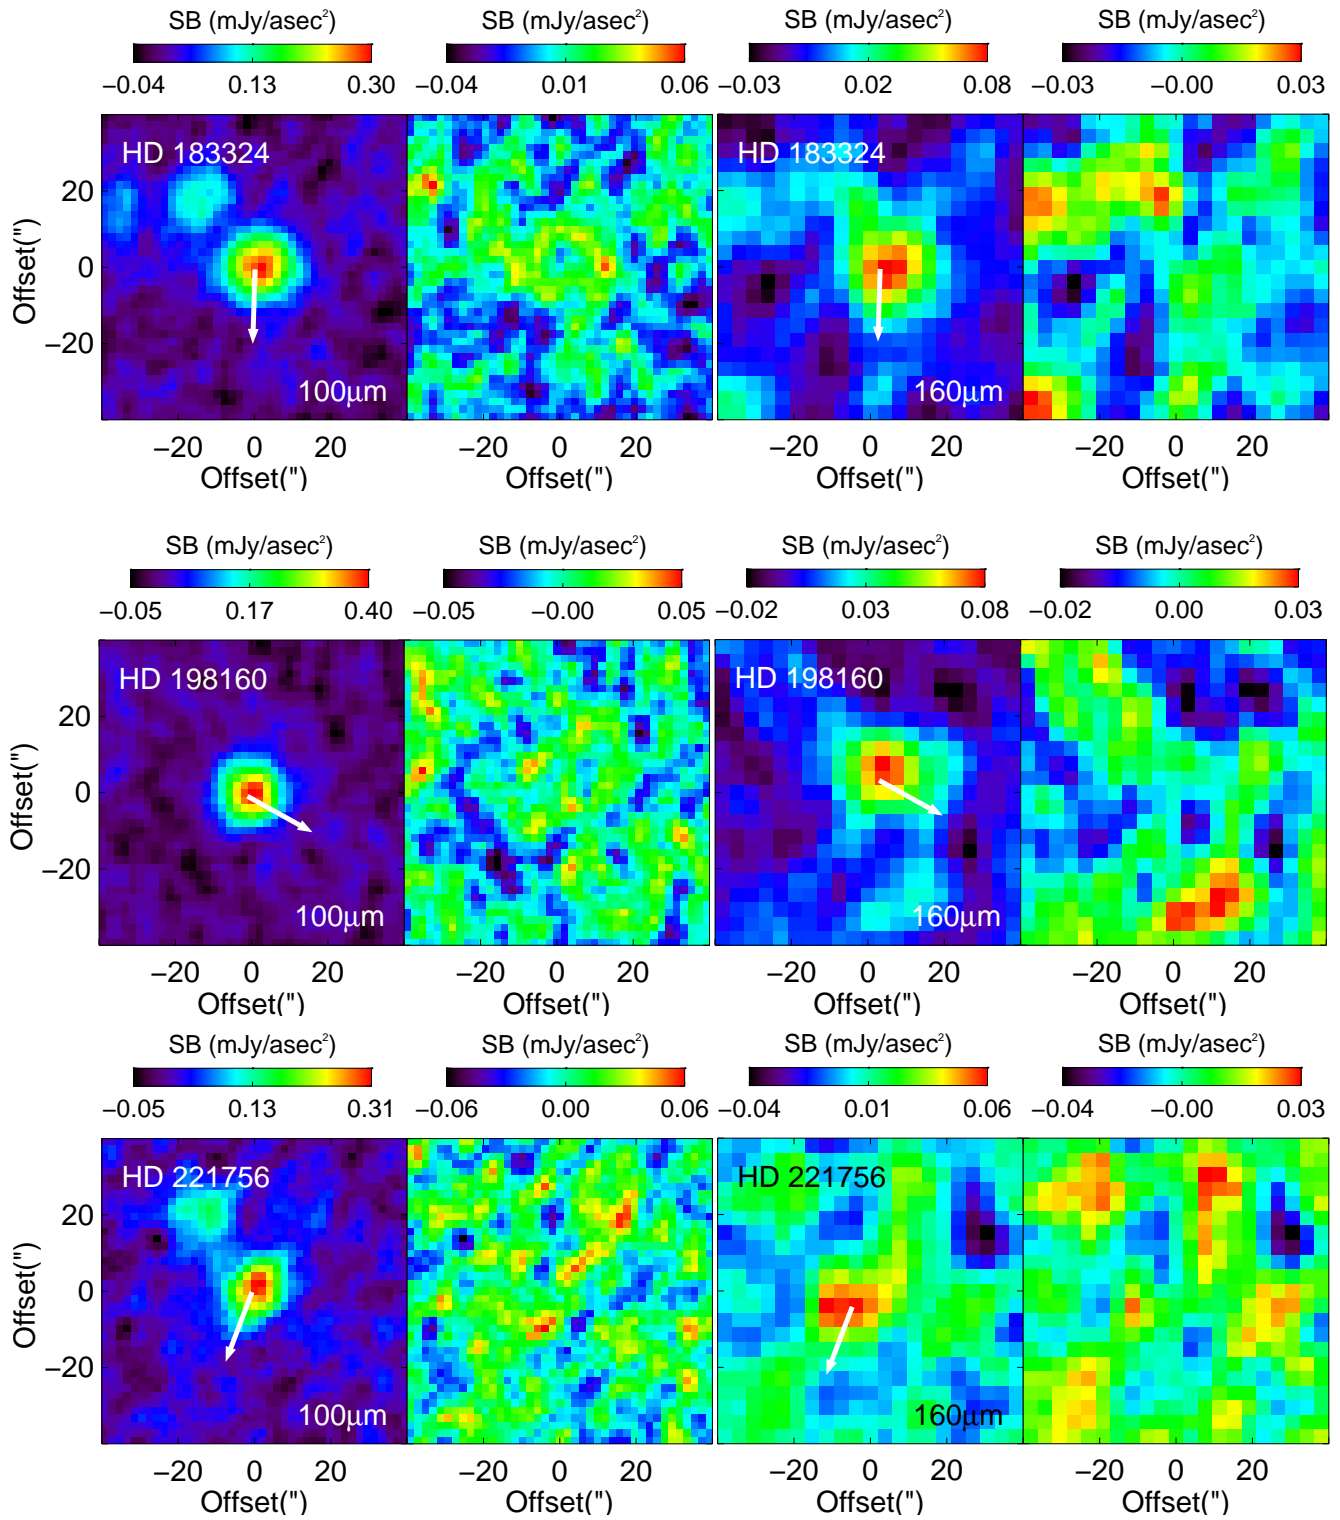 SB (mJy/asec²) SB (mJy/asec²) SB (mJy/asec²) SB (mJy/asec²)
−0.04 0.13 0.30 −0.04 0.01 0.06 −0.03 0.02 0.08 −0.03 −0.00 0.03
HD 183324 HD 183324
20
0
−20
Offset(")
100μm 160μm
−20 0 20 −20 0 20 −20 0 20 −20 0 20
Offset(") Offset(") Offset(") Offset(")
SB (mJy/asec²) SB (mJy/asec²) SB (mJy/asec²) SB (mJy/asec²)
−0.05 0.17 0.40 −0.05 −0.00 0.05 −0.02 0.03 0.08 −0.02 0.00 0.03
HD 198160 HD 198160
20
0
−20
Offset(")
100μm 160μm
−20 0 20 −20 0 20 −20 0 20 −20 0 20
Offset(") Offset(") Offset(") Offset(")
SB (mJy/asec²) SB (mJy/asec²) SB (mJy/asec²) SB (mJy/asec²)
−0.05 0.13 0.31 −0.06 0.00 0.06 −0.04 0.01 0.06 −0.04 −0.00 0.03
HD 221756 HD 221756
20
0
−20
Offset(")
100μm 160μm
−20 0 20 −20 0 20 −20 0 20 −20 0 20
Offset(") Offset(") Offset(") Offset(")